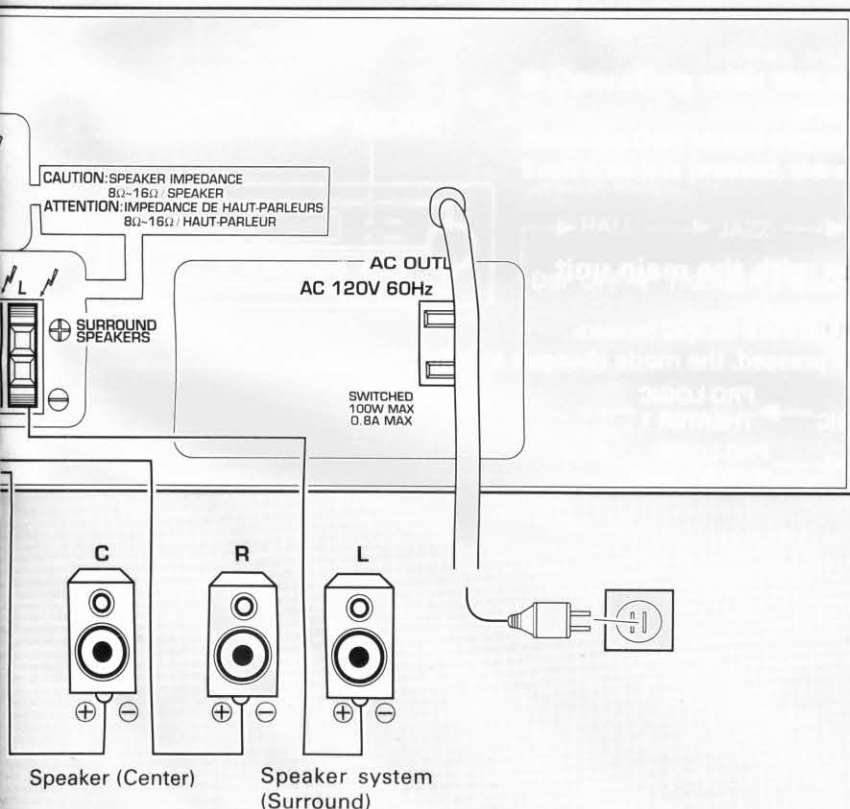 CAUTION: SPEAKER IMPEDANCE
8Ω~16Ω / SPEAKER
ATTENTION: IMPEDANCE DE HAUT-PARLEURS
8Ω~16Ω / HAUT-PARLEUR
L
⊕ SURROUND
SPEAKERS
⊖
AC OUTL
AC 120V 60Hz
SWITCHED
100W MAX
0.8A MAX
C R L
⊕ ⊖ ⊕ ⊖ ⊕ ⊖
Speaker (Center)
Speaker system
(Surround)